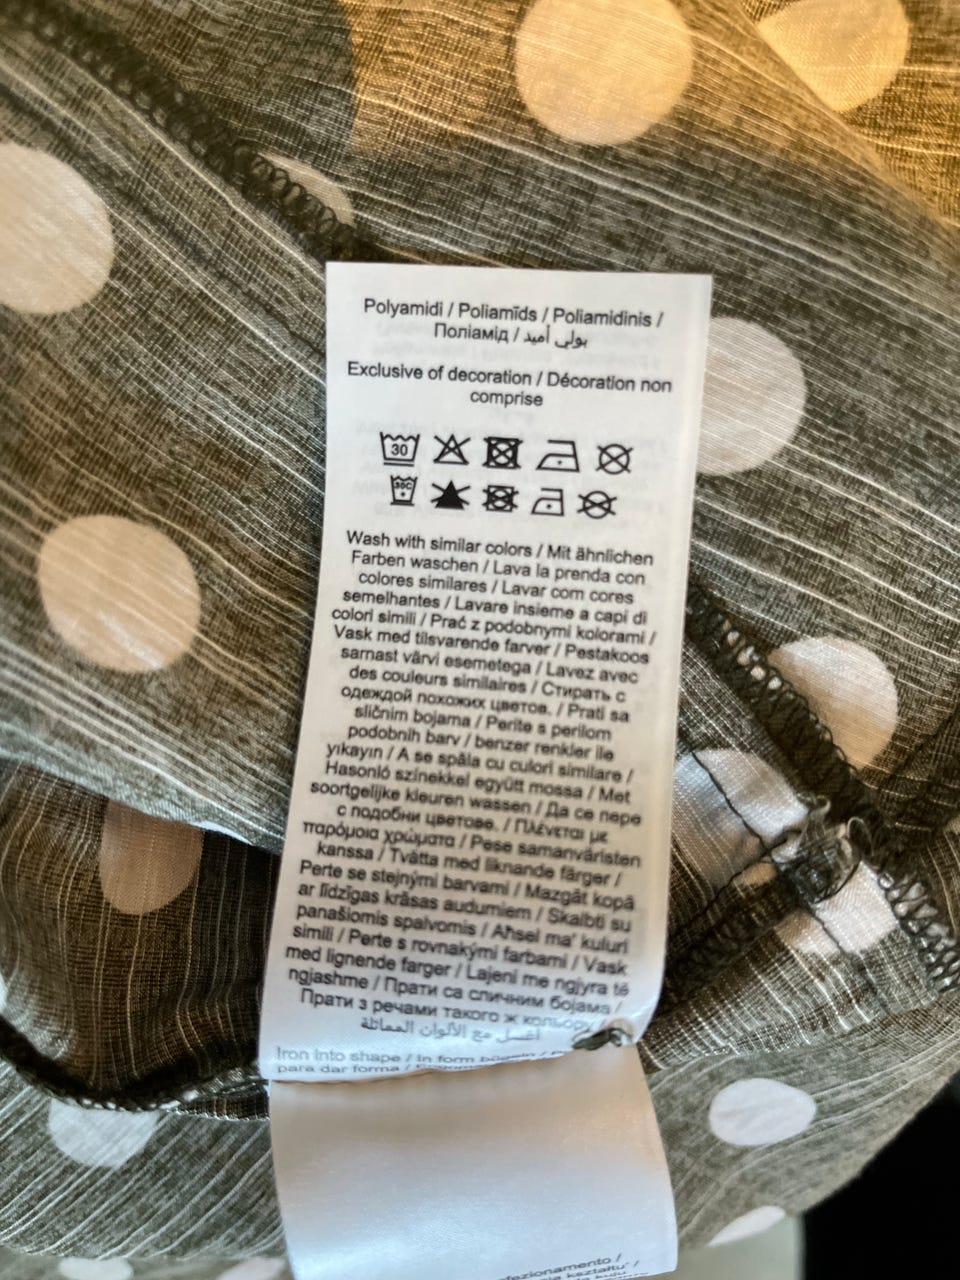 Polyamidi / Poliamīds / Poliamidinis /
Поліамід / بولي أميد
Exclusive of decoration / Décoration non
comprise
30
30C
Wash with similar colors / Mit ähnlichen
Farben waschen / Lava la prenda con
colores similares / Lavar com cores
semelhantes / Lavare insieme a capi di
colori simili / Prać z podobnymi kolorami /
Vask med tilsvarende farver / Pestakoos
sarnast värvi esemetega / Lavez avec
des couleurs similaires / Стирать с
одеждой похожих цветов. / Prati sa
sličnim bojama / Perite s perilom
podobnih barv / benzer renkler ile
yıkayın / A se spăla cu culori similare /
Hasonló színekkel együtt mossa / Met
soortgelijke kleuren wassen / Да се пере
с подобни цветове. / Πλένεται με
παρόμοια χρώματα / Pese samanväristen
kanssa / Tvätta med liknande färger /
Perte se stejnými barvami / Mazgāt kopā
ar līdzīgas krāsas audumiem / Skalbti su
panašiomis spalvomis / Aħsel ma' kuluri
simili / Perte s rovnakými farbami / Vask
med lignende farger / Lajeni me ngjyra të
ngjashme / Прати са сличним бојама /
Прати з речами такого ж кольору
اغسل مع الألوان المماثلة
Iron into shape / In form bügeln /
para dar forma /
efezionamento /
kształtu /